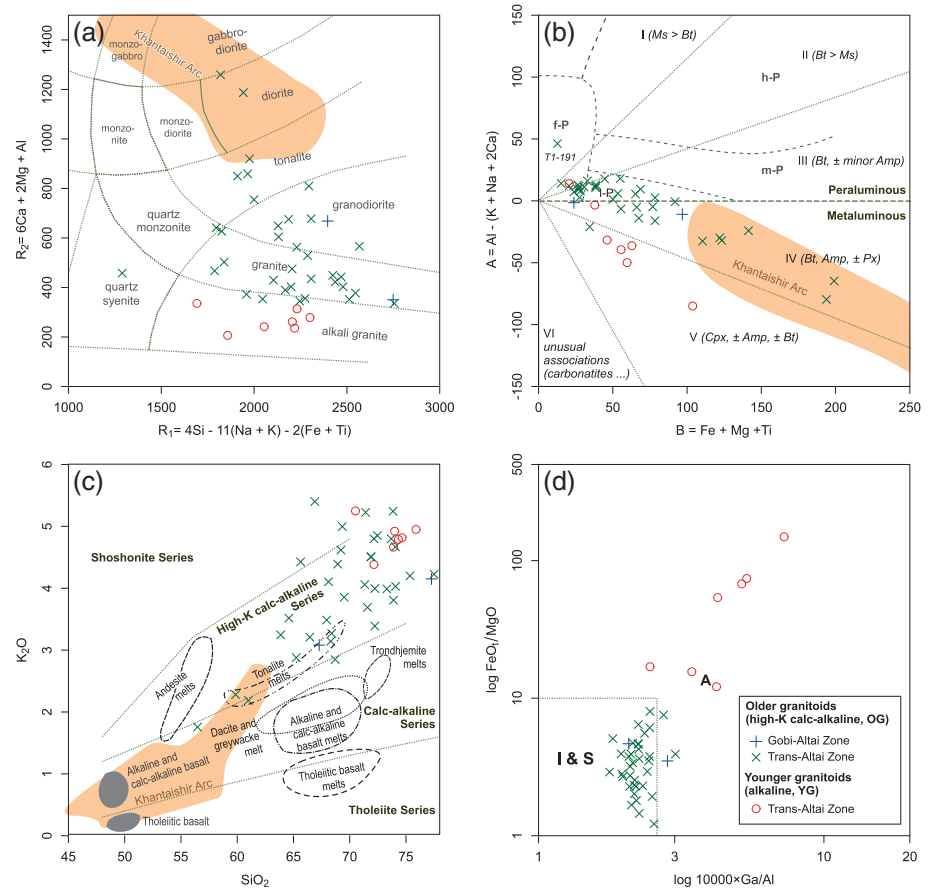 (a)
monzo-
gabbro
Khantaishir Arc
gabbro-
diorite
diorite
monzo-
nite
monzo-
diorite
tonalite
quartz
monzonite
granodiorite
granite
quartz
syenite
alkali granite
0
200
400
600
800
1000
1200
1400
R2= 6Ca + 2Mg + Al
1000
1500
2000
2500
3000
R1= 4Si - 11(Na + K) - 2(Fe + Ti)
(b)
I (Ms > Bt)
II (Bt > Ms)
h-P
f-P
T1-191
III (Bt, ± minor Amp)
m-P
l-P
Peraluminous
Metaluminous
IV (Bt, Amp, ± Px)
Khantaishir Arc
V (Cpx, ± Amp, ± Bt)
VI
unusual
associations
(carbonatites ...)
-150
-100
-50
0
50
100
150
A = Al - (K + Na + 2Ca)
0
50
100
150
200
250
B = Fe + Mg +Ti
(c)
Shoshonite Series
High-K calc-alkaline
Series
Andesite
melts
Tonalite
melts
Trondhjemite
melts
Calc-alkaline
Series
Dacite and
greywacke
melt
Alkaline and
calc-alkaline
basalt melts
Alkaline and
calc-alkaline basalt
Khantaishir Arc
Tholeiitic basalt
melts
Tholeiite Series
Tholeiitic basalt
0
1
2
3
4
5
6
K2O
45
50
55
60
65
70
75
SiO2
(d)
A
I & S
Older granitoids
(high-K calc-alkaline, OG)
Gobi-Altai Zone
Trans-Altai Zone
Younger granitoids
(alkaline, YG)
Trans-Altai Zone
1
10
100
500
log FeOt/MgO
1
3
10
20
log 10000×Ga/Al